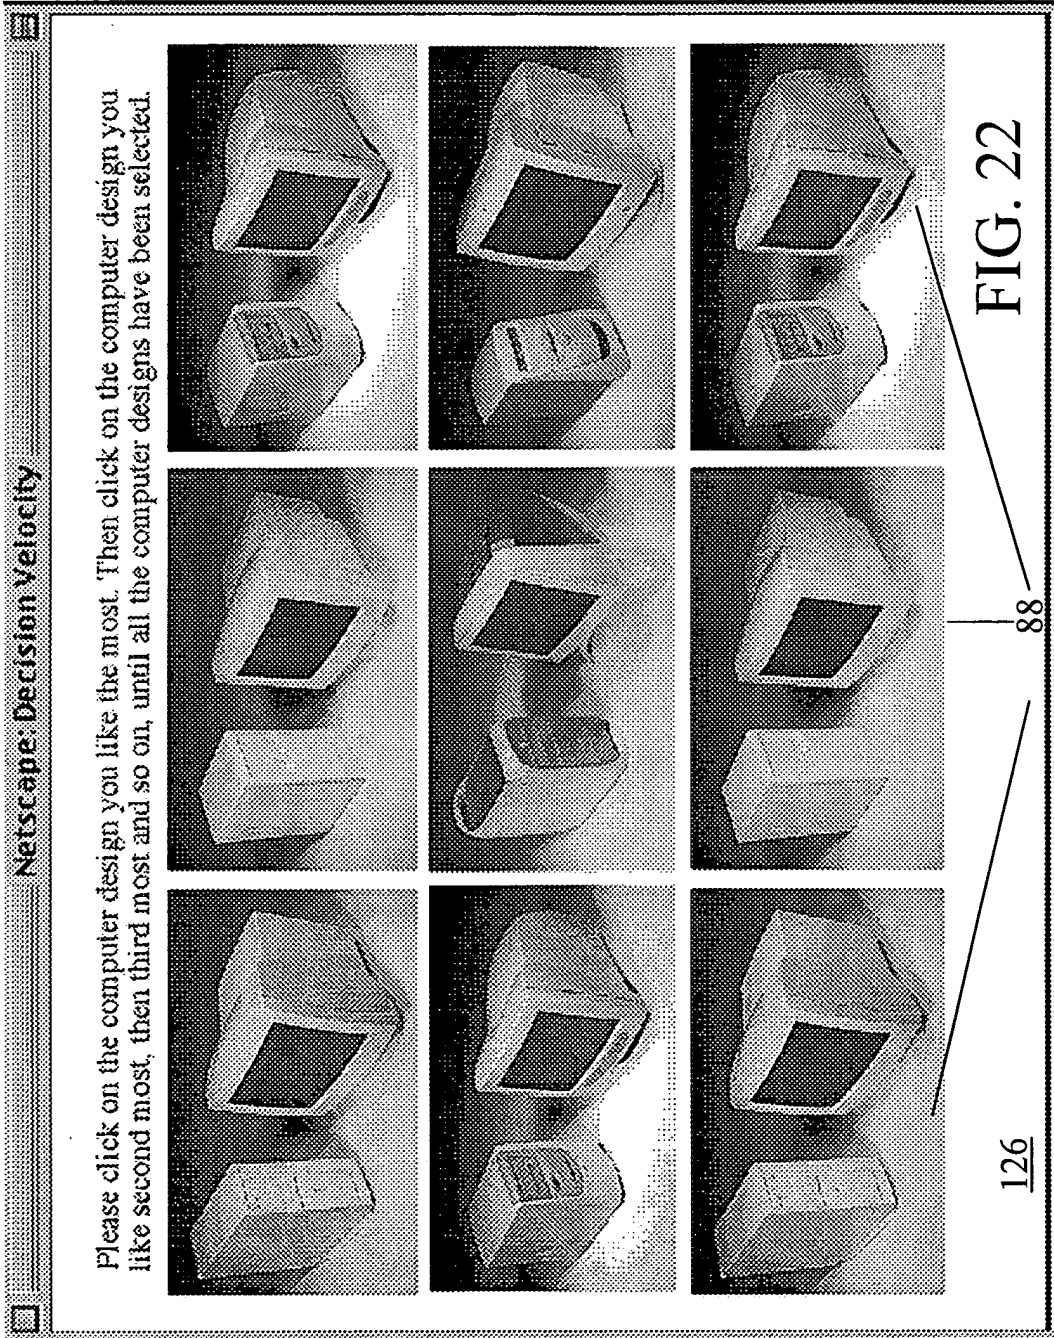 Netscape: Decision Velocity
Please click on the computer design you like the most. Then click on the computer design you
like second most, then third most and so on, until all the computer designs have been selected.
88
126
FIG. 22